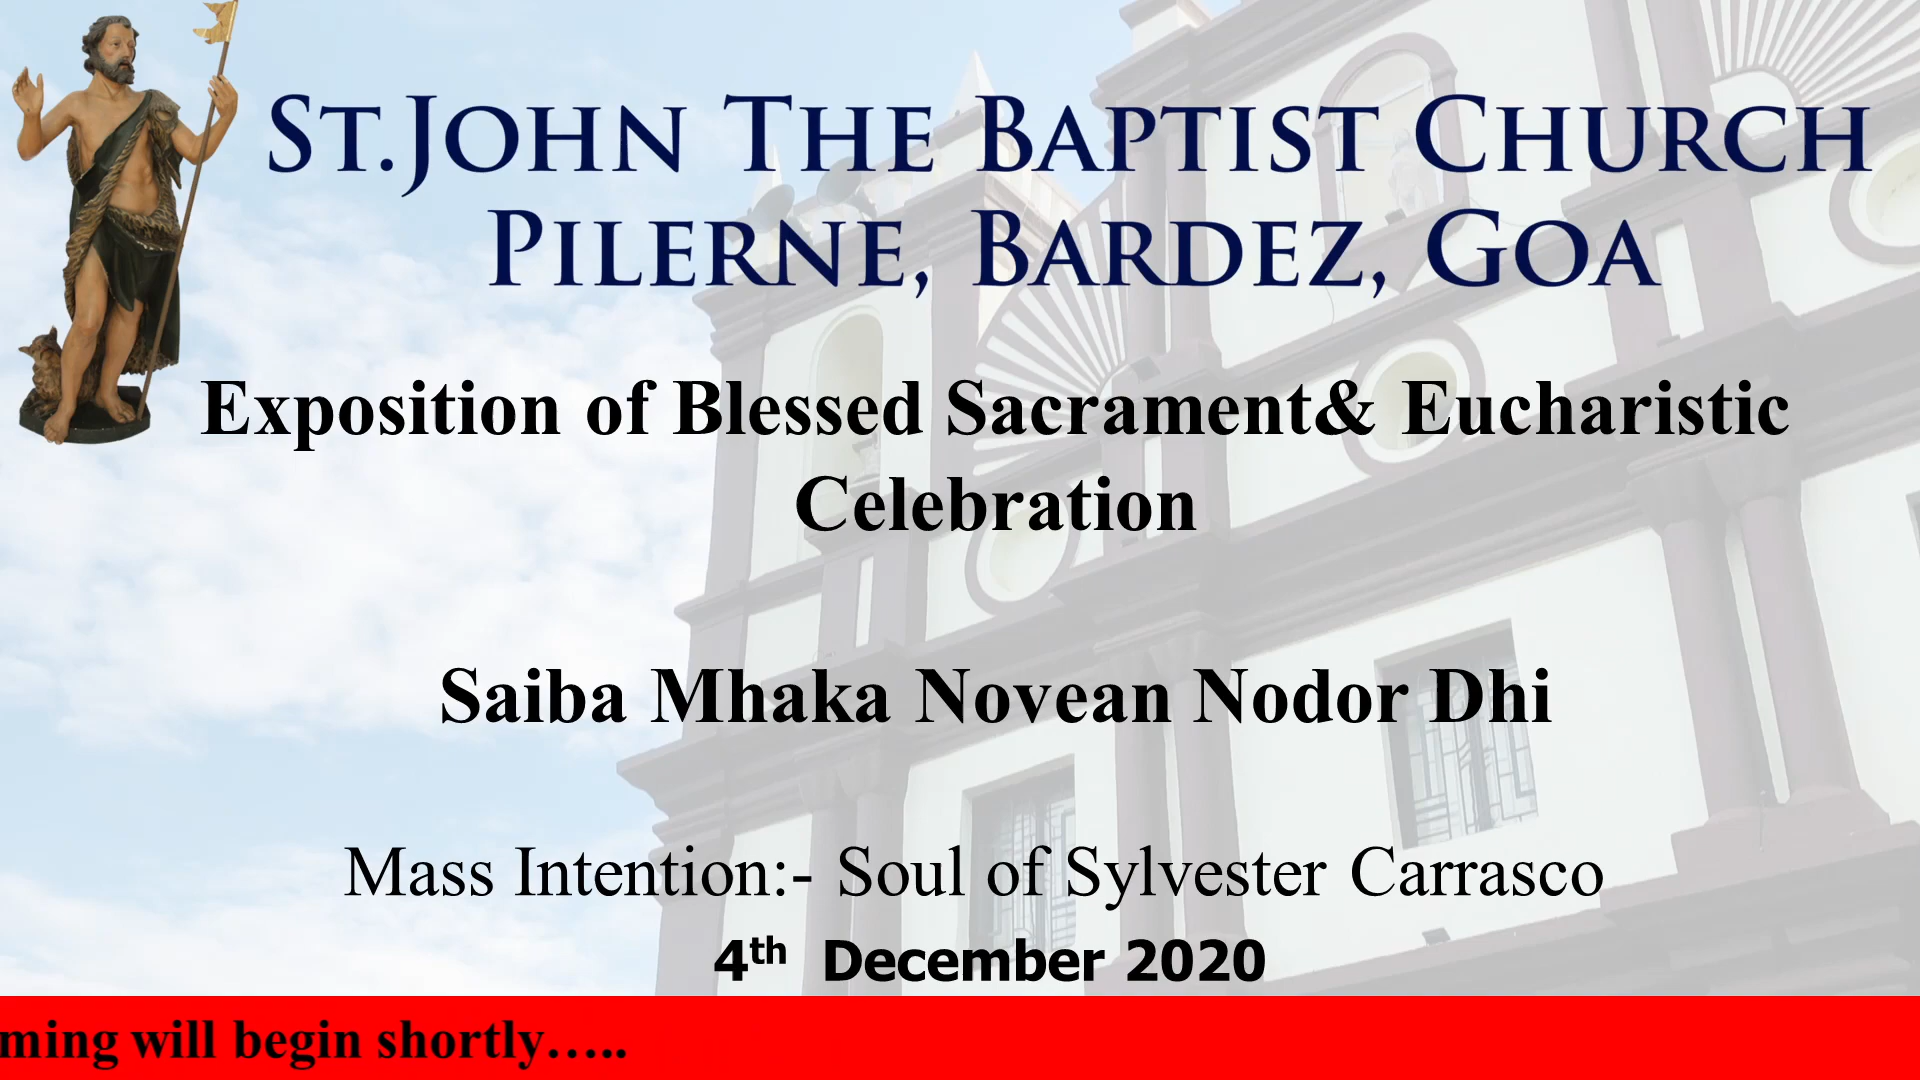 ST.JOHN THE BAPTIST CHURCH
PILERNE, BARDEZ, GOA
Exposition of Blessed Sacrament& Eucharistic
Celebration
Saiba Mhaka Novean Nodor Dhi
Mass Intention:- Soul of Sylvester Carrasco
4th December 2020
ming will begin shortly…..